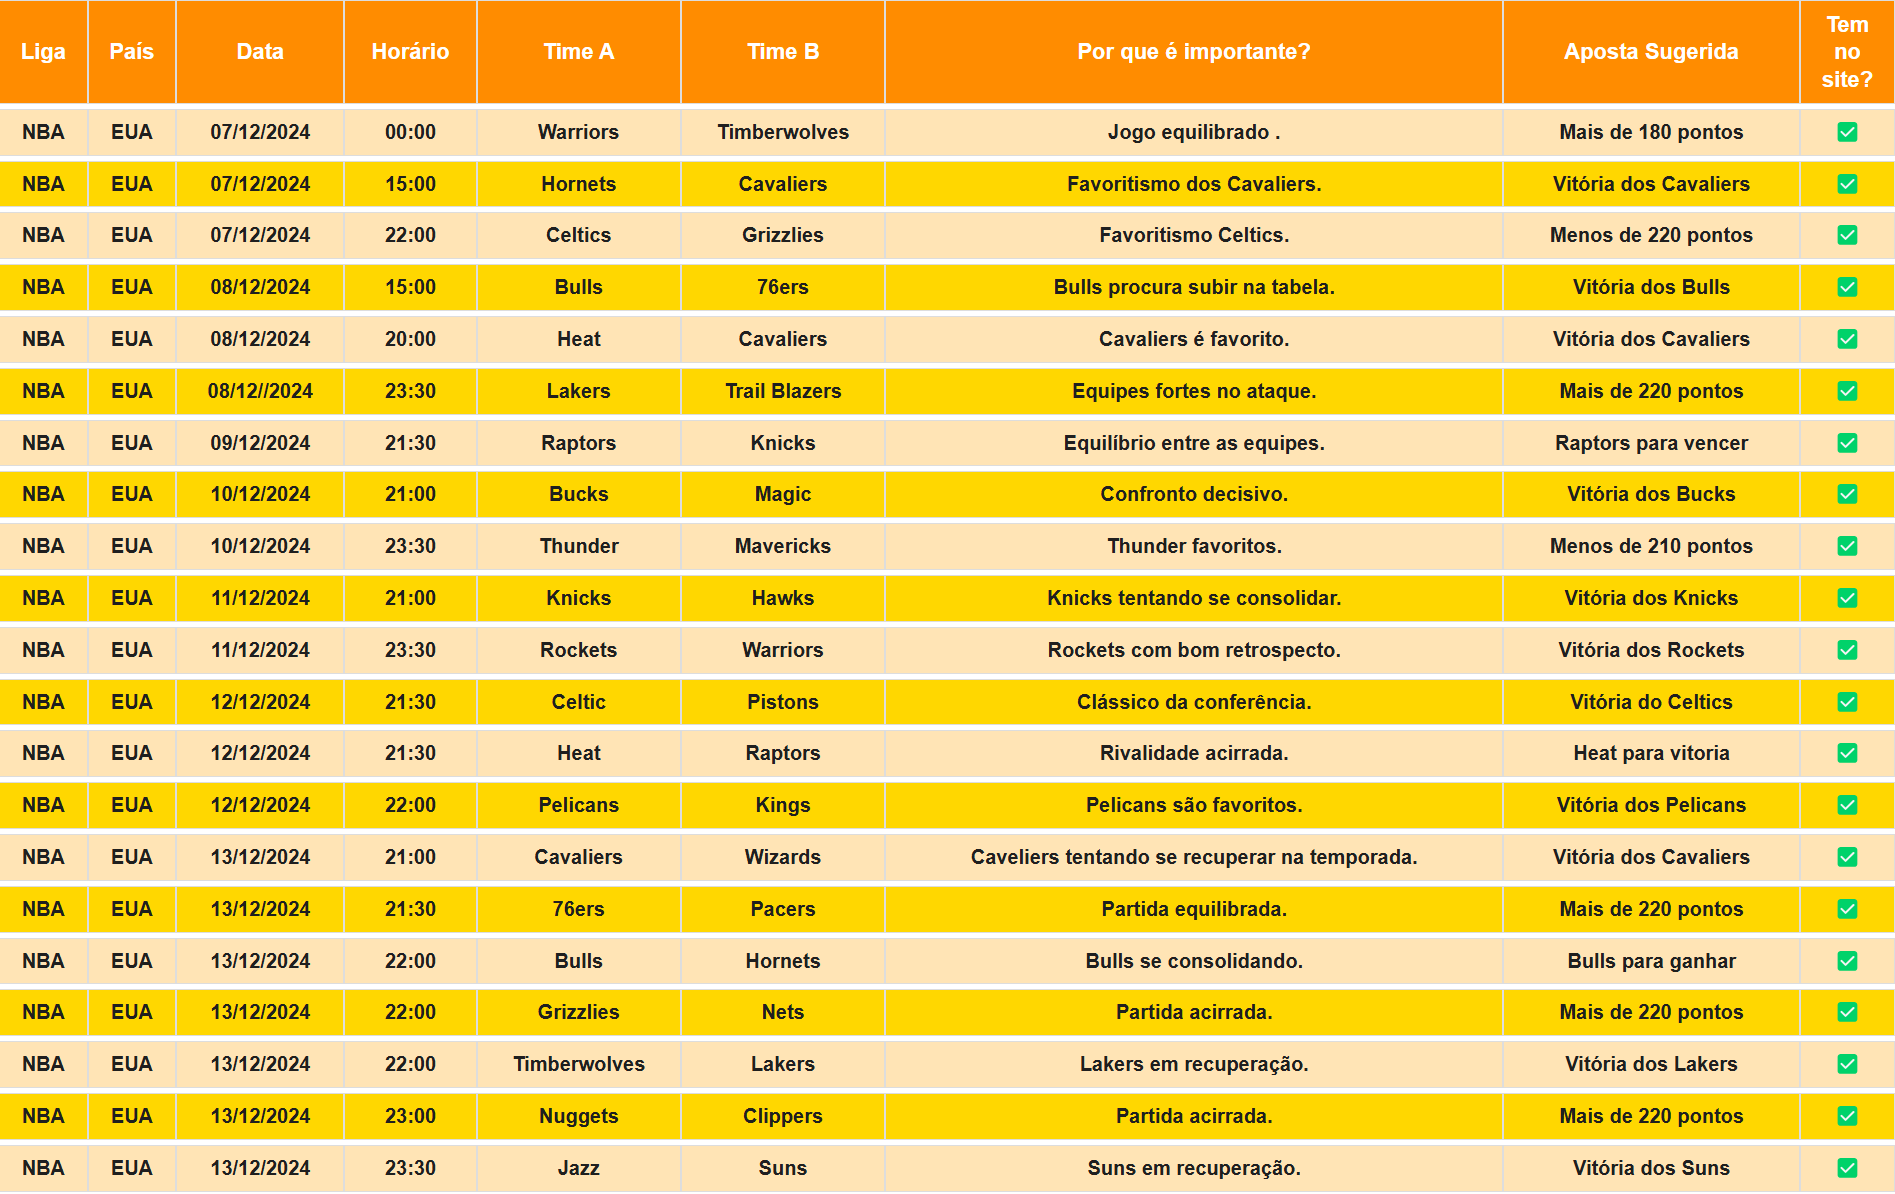 Liga País Data Horário Time A Time B Por que é importante? Aposta Sugerida Tem no site?
NBA EUA 07/12/2024 00:00 Warriors Timberwolves Jogo equilibrado . Mais de 180 pontos
NBA EUA 07/12/2024 15:00 Hornets Cavaliers Favoritismo dos Cavaliers. Vitória dos Cavaliers
NBA EUA 07/12/2024 22:00 Celtics Grizzlies Favoritismo Celtics. Menos de 220 pontos
NBA EUA 08/12/2024 15:00 Bulls 76ers Bulls procura subir na tabela. Vitória dos Bulls
NBA EUA 08/12/2024 20:00 Heat Cavaliers Cavaliers é favorito. Vitória dos Cavaliers
NBA EUA 08/12//2024 23:30 Lakers Trail Blazers Equipes fortes no ataque. Mais de 220 pontos
NBA EUA 09/12/2024 21:30 Raptors Knicks Equilíbrio entre as equipes. Raptors para vencer
NBA EUA 10/12/2024 21:00 Bucks Magic Confronto decisivo. Vitória dos Bucks
NBA EUA 10/12/2024 23:30 Thunder Mavericks Thunder favoritos. Menos de 210 pontos
NBA EUA 11/12/2024 21:00 Knicks Hawks Knicks tentando se consolidar. Vitória dos Knicks
NBA EUA 11/12/2024 23:30 Rockets Warriors Rockets com bom retrospecto. Vitória dos Rockets
NBA EUA 12/12/2024 21:30 Celtic Pistons Clássico da conferência. Vitória do Celtics
NBA EUA 12/12/2024 21:30 Heat Raptors Rivalidade acirrada. Heat para vitoria
NBA EUA 12/12/2024 22:00 Pelicans Kings Pelicans são favoritos. Vitória dos Pelicans
NBA EUA 13/12/2024 21:00 Cavaliers Wizards Caveliers tentando se recuperar na temporada. Vitória dos Cavaliers
NBA EUA 13/12/2024 21:30 76ers Pacers Partida equilibrada. Mais de 220 pontos
NBA EUA 13/12/2024 22:00 Bulls Hornets Bulls se consolidando. Bulls para ganhar
NBA EUA 13/12/2024 22:00 Grizzlies Nets Partida acirrada. Mais de 220 pontos
NBA EUA 13/12/2024 22:00 Timberwolves Lakers Lakers em recuperação. Vitória dos Lakers
NBA EUA 13/12/2024 23:00 Nuggets Clippers Partida acirrada. Mais de 220 pontos
NBA EUA 13/12/2024 23:30 Jazz Suns Suns em recuperação. Vitória dos Suns